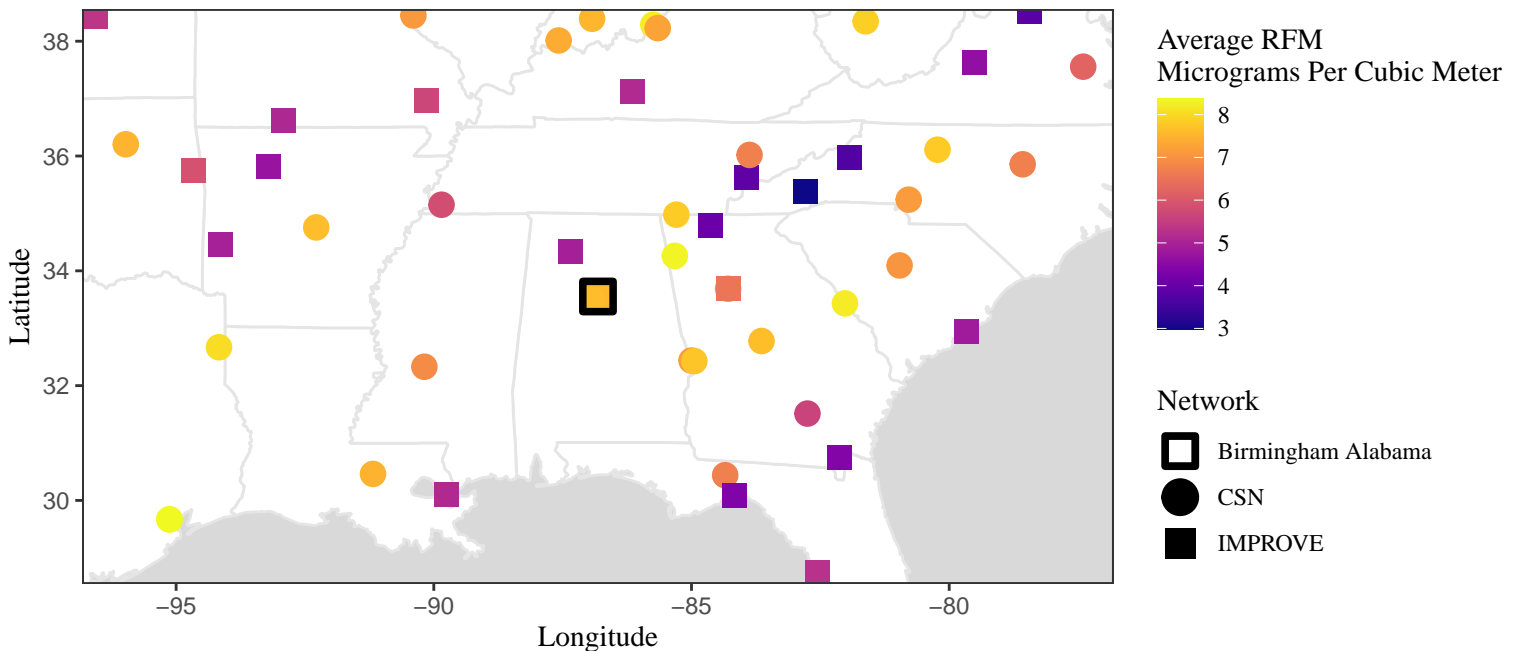 Average RFM
Micrograms Per Cubic Meter
8
7
6
5
4
3
Network
Birmingham Alabama
CSN
IMPROVE
Latitude
38
36
34
32
30
−95
−90
−85
−80
Longitude